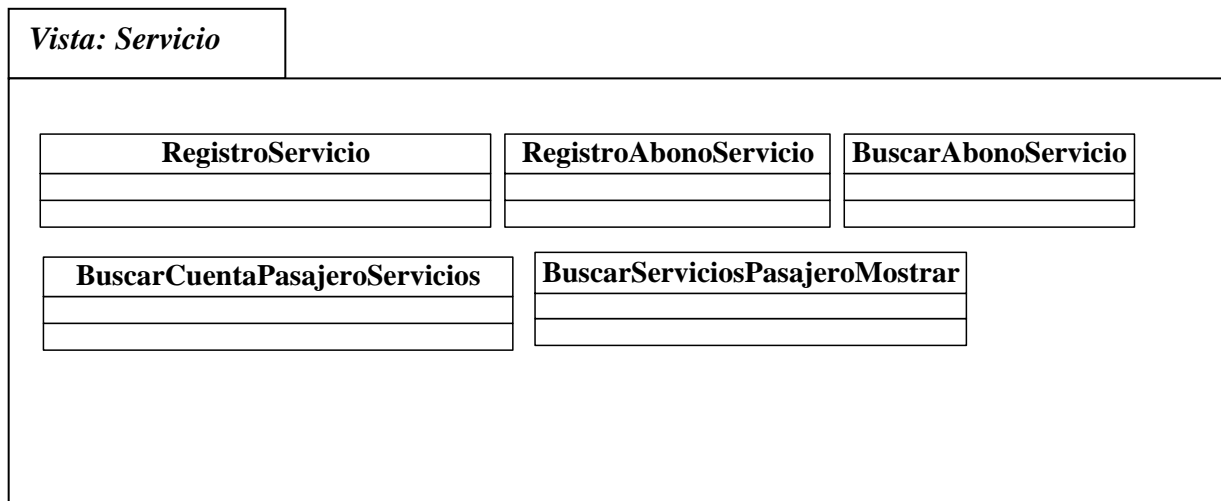 Vista: Servicio
RegistroServicio
RegistroAbonoServicio
BuscarAbonoServicio
BuscarCuentaPasajeroServicios
BuscarServiciosPasajeroMostrar